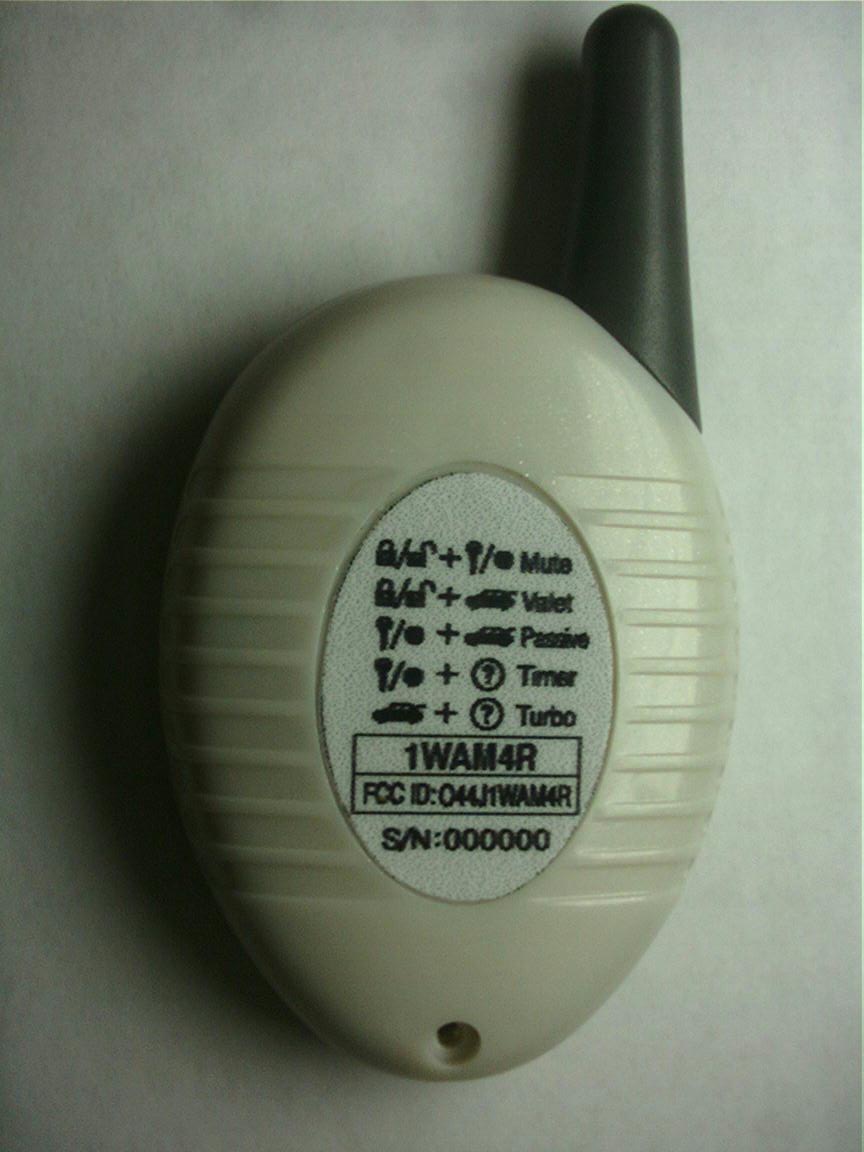 + Mute
+ Valet
+ Passive
+ ? Timer
+ ? Turbo
1WAM4R
FCC ID:O44J1WAM4R
S/N:000000